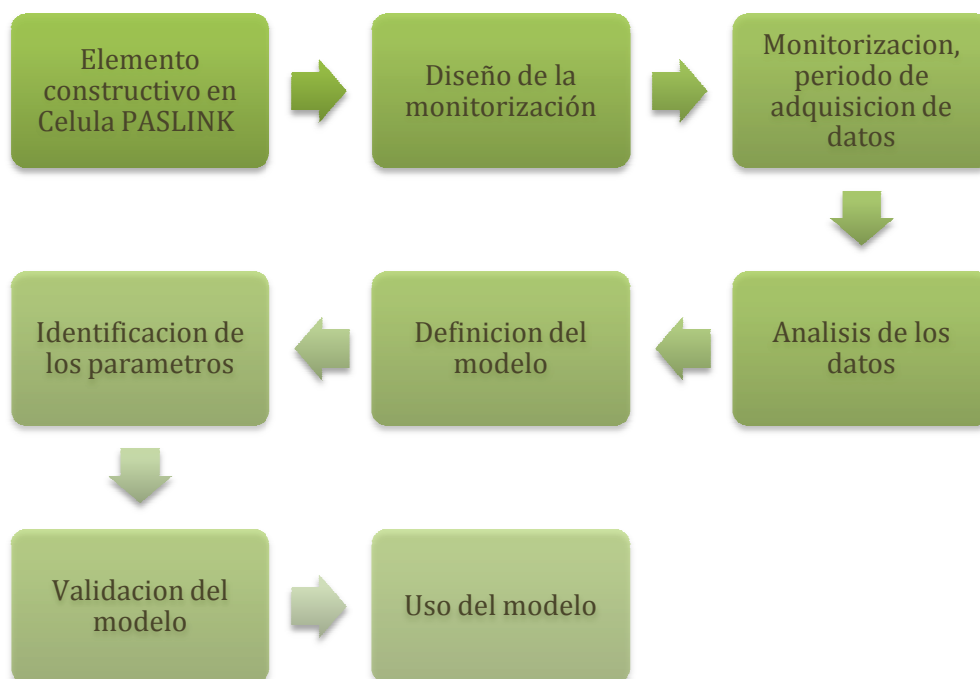 Elemento
constructivo en
Celula PASLINK
Diseño de la
monitorización
Monitorizacion,
periodo de
adquisicion de
datos
Analisis de los
datos
Definicion del
modelo
Identificacion de
los parametros
Validacion del
modelo
Uso del modelo